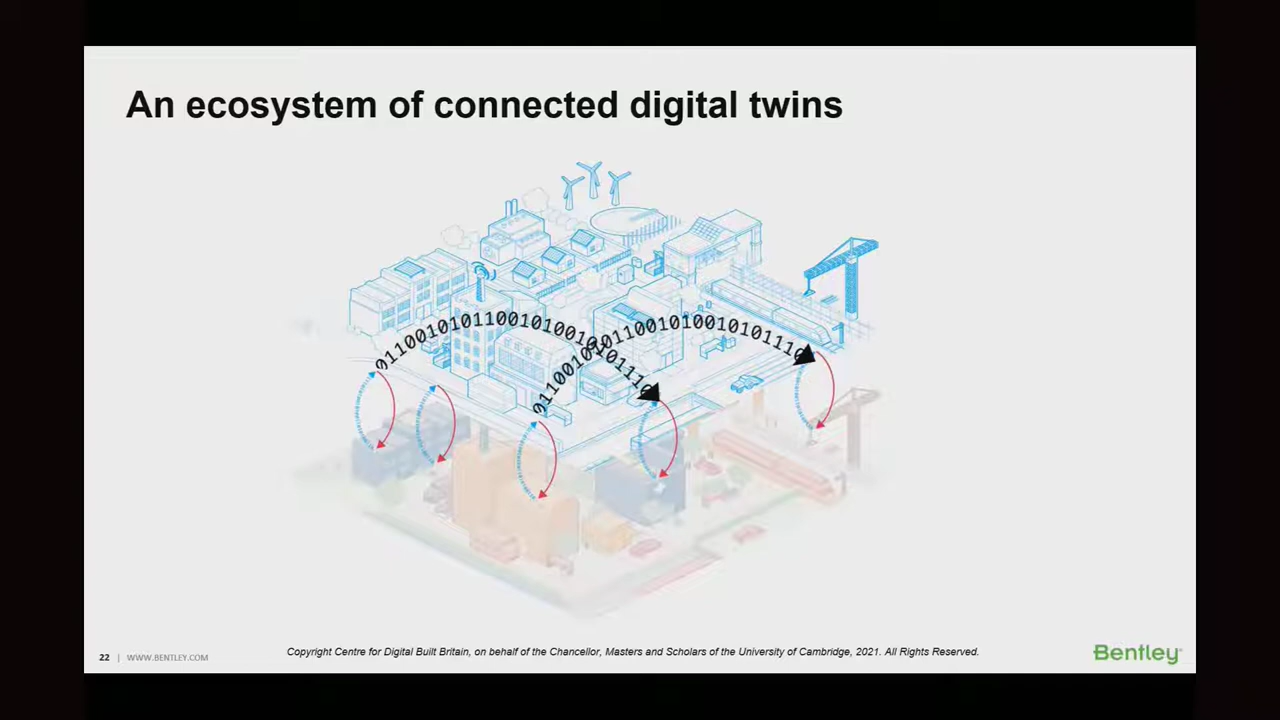 An ecosystem of connected digital twins
22 | WWW.BENTLEY.COM
Copyright Centre for Digital Built Britain, on behalf of the Chancellor, Masters and Scholars of the University of Cambridge, 2021. All Rights Reserved.
Bentley